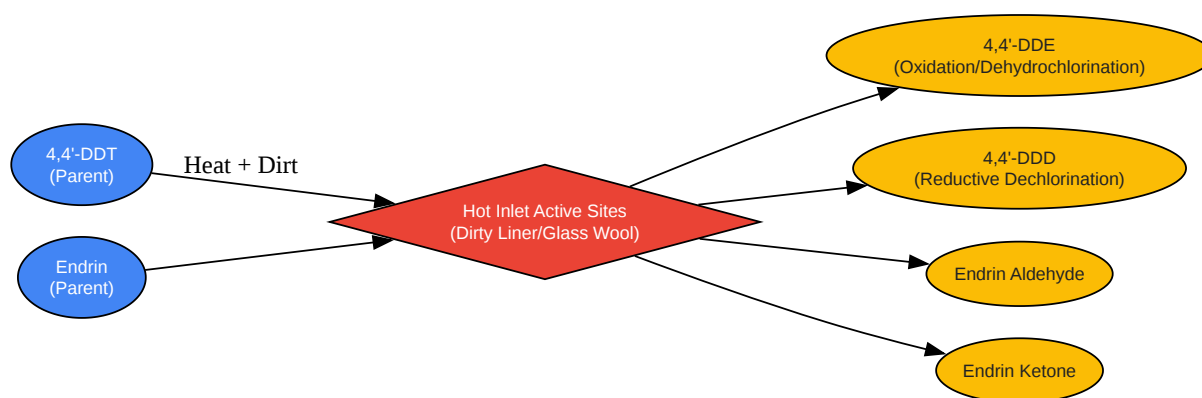 4,4'-DDT
(Parent)
Heat + Dirt
Endrin
(Parent)
Hot Inlet Active Sites
(Dirty Liner/Glass Wool)
4,4'-DDE
(Oxidation/Dehydrochlorination)
4,4'-DDD
(Reductive Dechlorination)
Endrin Aldehyde
Endrin Ketone